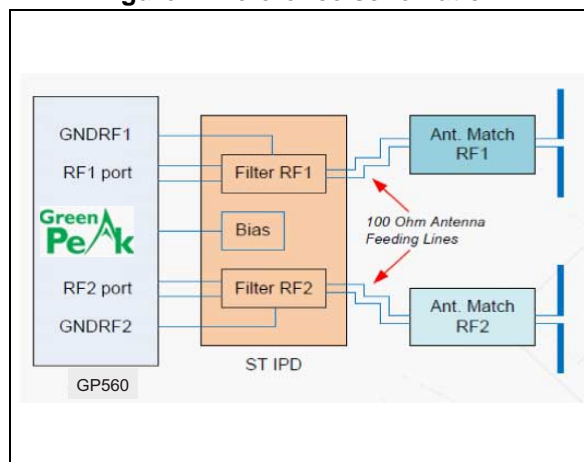 GNDRF1
RF1 port
Green
Peak
RF2 port
GNDRF2
GP560
Filter RF1
Bias
Filter RF2
ST IPD
Ant. Match
RF1
100 Ohm Antenna
Feeding Lines
Ant. Match
RF2